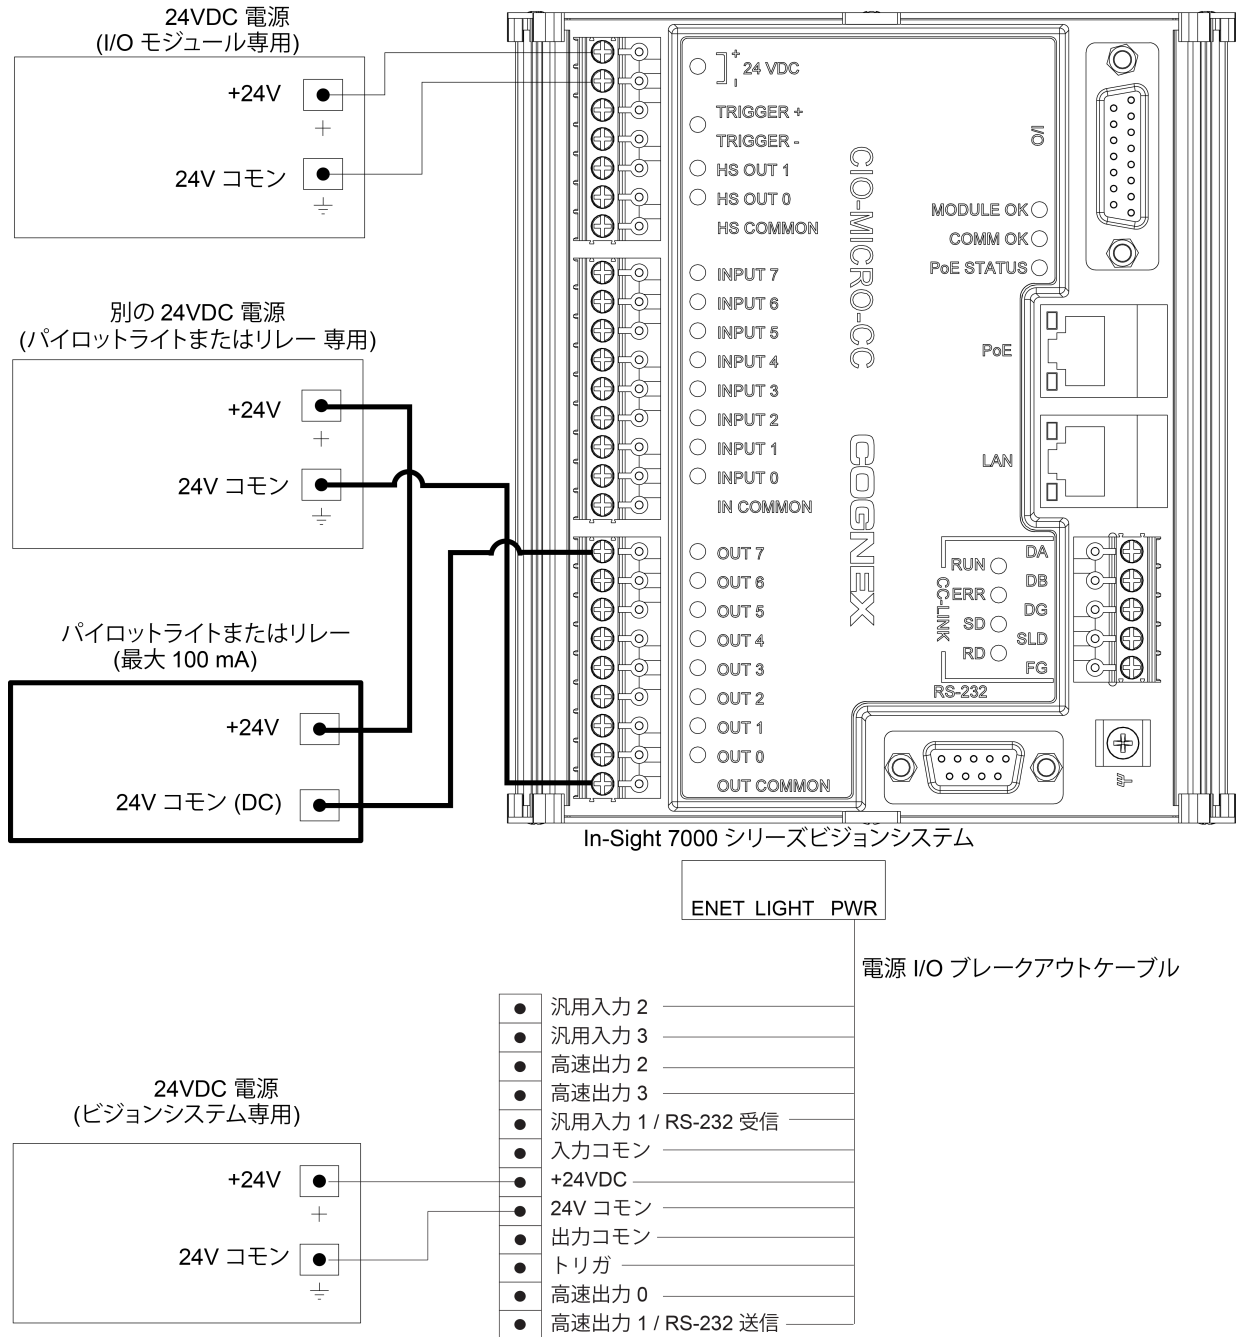 24VDC 電源
(I/O モジュール専用)
+24V
+
24V コモン
別の 24VDC 電源
(パイロットライトまたはリレー 専用)
+24V
+
24V コモン
パイロットライトまたはリレー
(最大 100 mA)
+24V
24V コモン (DC)
+
-
24 VDC
TRIGGER +
TRIGGER -
HS OUT 1
HS OUT 0
HS COMMON
INPUT 7
INPUT 6
INPUT 5
INPUT 4
INPUT 3
INPUT 2
INPUT 1
INPUT 0
IN COMMON
OUT 7
OUT 6
OUT 5
OUT 4
OUT 3
OUT 2
OUT 1
OUT 0
OUT COMMON
CIO-MICRO-CC
COGNEX
I/O
MODULE OK
COMM OK
PoE STATUS
PoE
LAN
CC-LINK
RUN
ERR
SD
RD
DA
DB
DG
SLD
FG
RS-232
In-Sight 7000 シリーズビジョンシステム
ENET LIGHT PWR
電源 I/O ブレークアウトケーブル
汎用入力 2
汎用入力 3
高速出力 2
高速出力 3
汎用入力 1 / RS-232 受信
入力コモン
+24VDC
24V コモン
出力コモン
トリガ
高速出力 0
高速出力 1 / RS-232 送信
24VDC 電源
(ビジョンシステム専用)
+24V
+
24V コモン